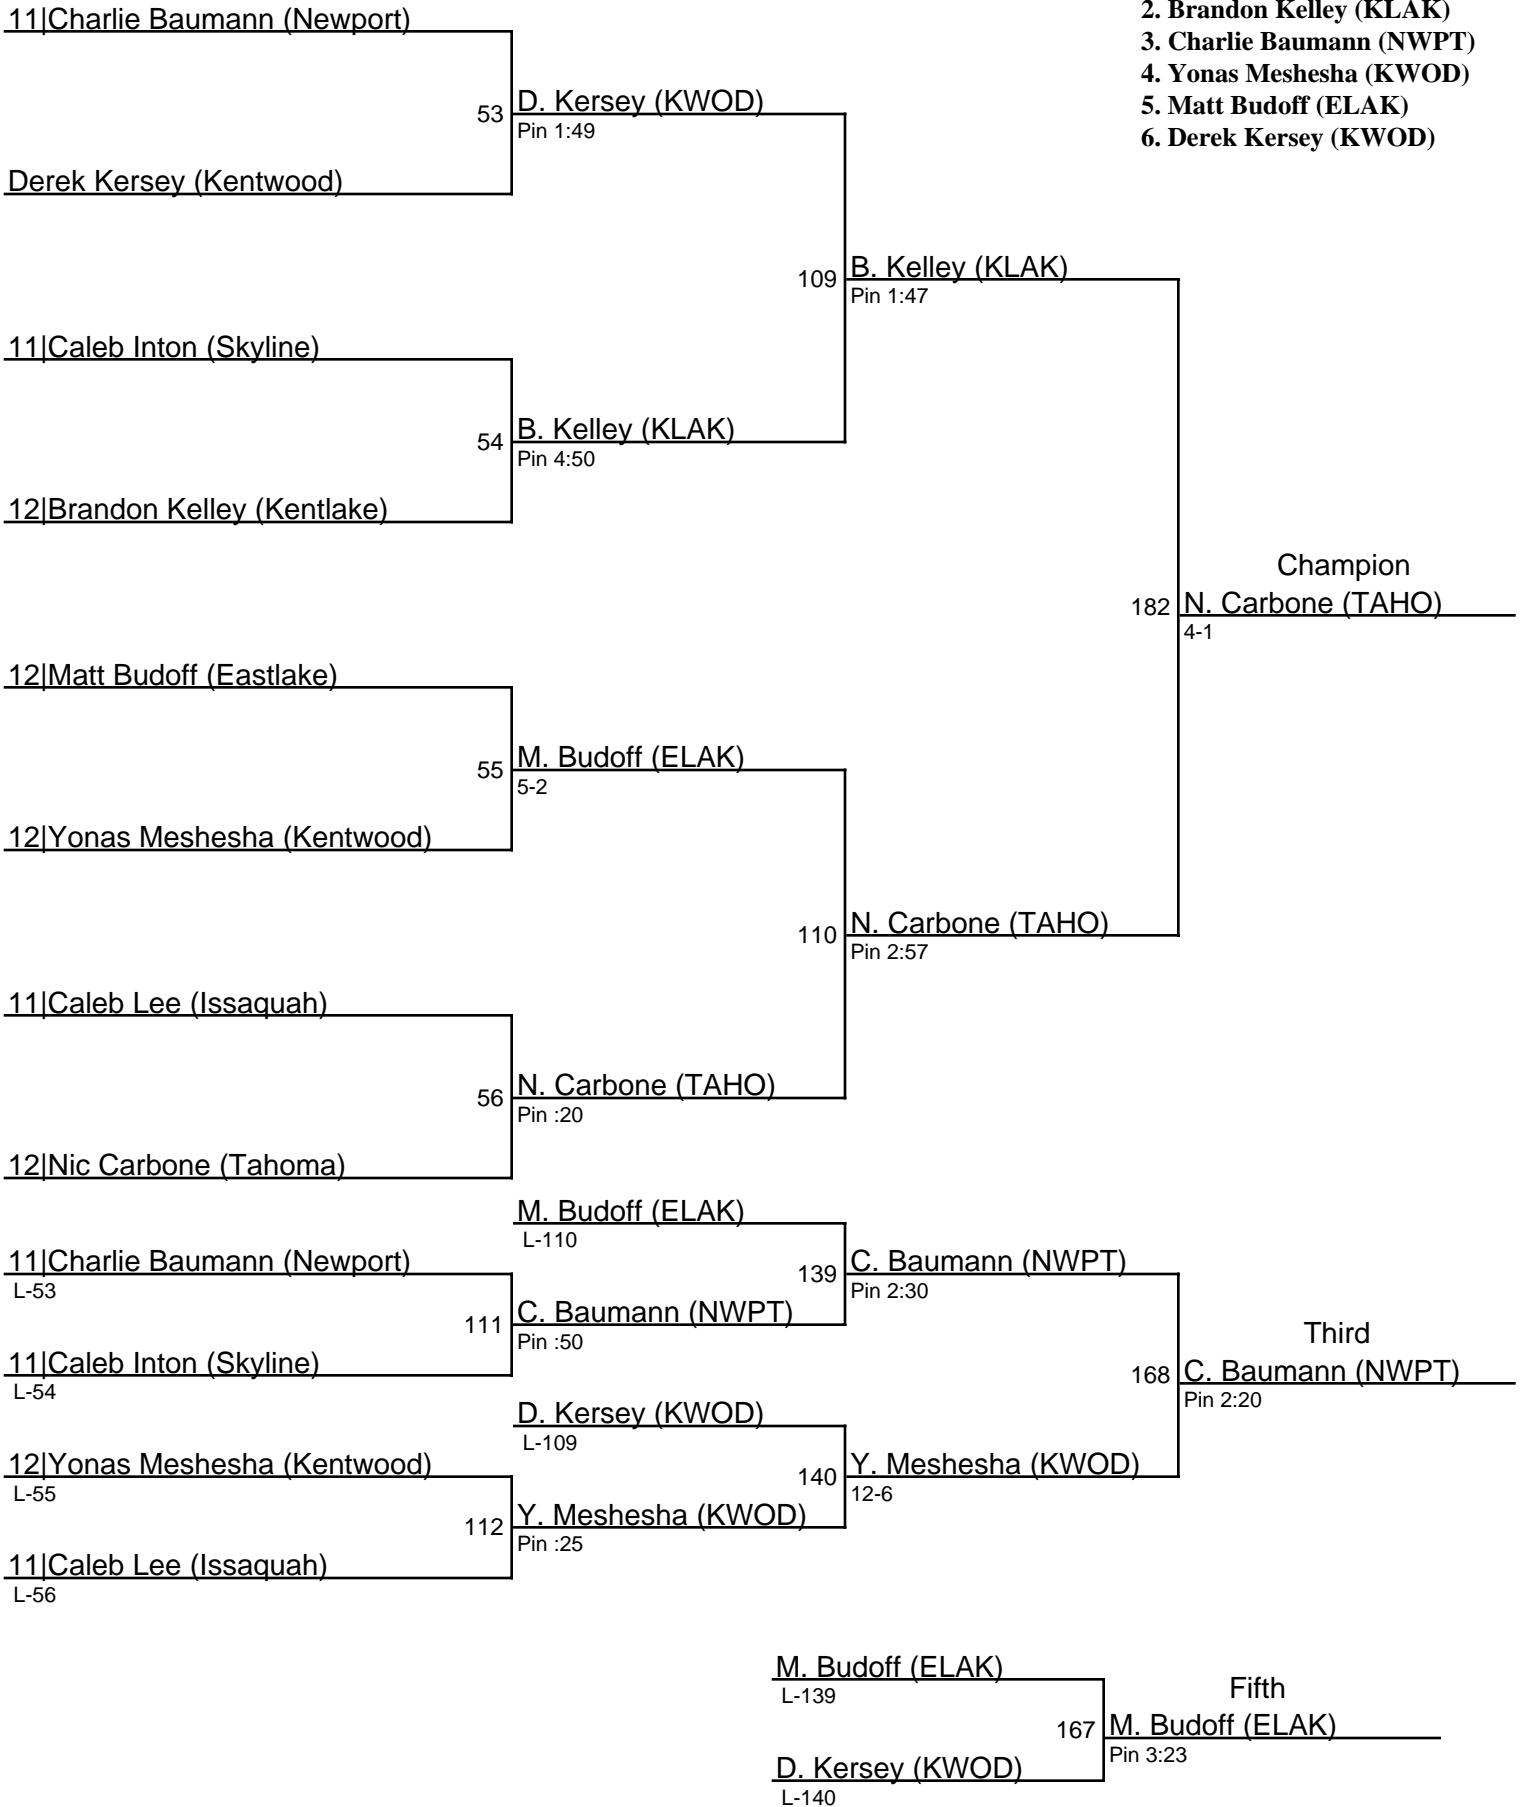 11|Charlie Baumann (Newport)
2. Brandon Kelley (KLAK)
3. Charlie Baumann (NWPT)
4. Yonas Meshesha (KWOD)
5. Matt Budoff (ELAK)
6. Derek Kersey (KWOD)
53 D. Kersey (KWOD)
Pin 1:49
Derek Kersey (Kentwood)
109 B. Kelley (KLAK)
Pin 1:47
11|Caleb Inton (Skyline)
54 B. Kelley (KLAK)
Pin 4:50
12|Brandon Kelley (Kentlake)
Champion
182 N. Carbone (TAHO)
4-1
12|Matt Budoff (Eastlake)
55 M. Budoff (ELAK)
5-2
12|Yonas Meshesha (Kentwood)
110 N. Carbone (TAHO)
Pin 2:57
11|Caleb Lee (Issaquah)
56 N. Carbone (TAHO)
Pin :20
12|Nic Carbone (Tahoma)
M. Budoff (ELAK)
L-110
11|Charlie Baumann (Newport)
L-53
139 C. Baumann (NWPT)
Pin 2:30
111 C. Baumann (NWPT)
Pin :50
11|Caleb Inton (Skyline)
L-54
Third
168 C. Baumann (NWPT)
Pin 2:20
D. Kersey (KWOD)
L-109
12|Yonas Meshesha (Kentwood)
L-55
140 Y. Meshesha (KWOD)
12-6
112 Y. Meshesha (KWOD)
Pin :25
11|Caleb Lee (Issaquah)
L-56
M. Budoff (ELAK)
L-139
Fifth
167 M. Budoff (ELAK)
Pin 3:23
D. Kersey (KWOD)
L-140